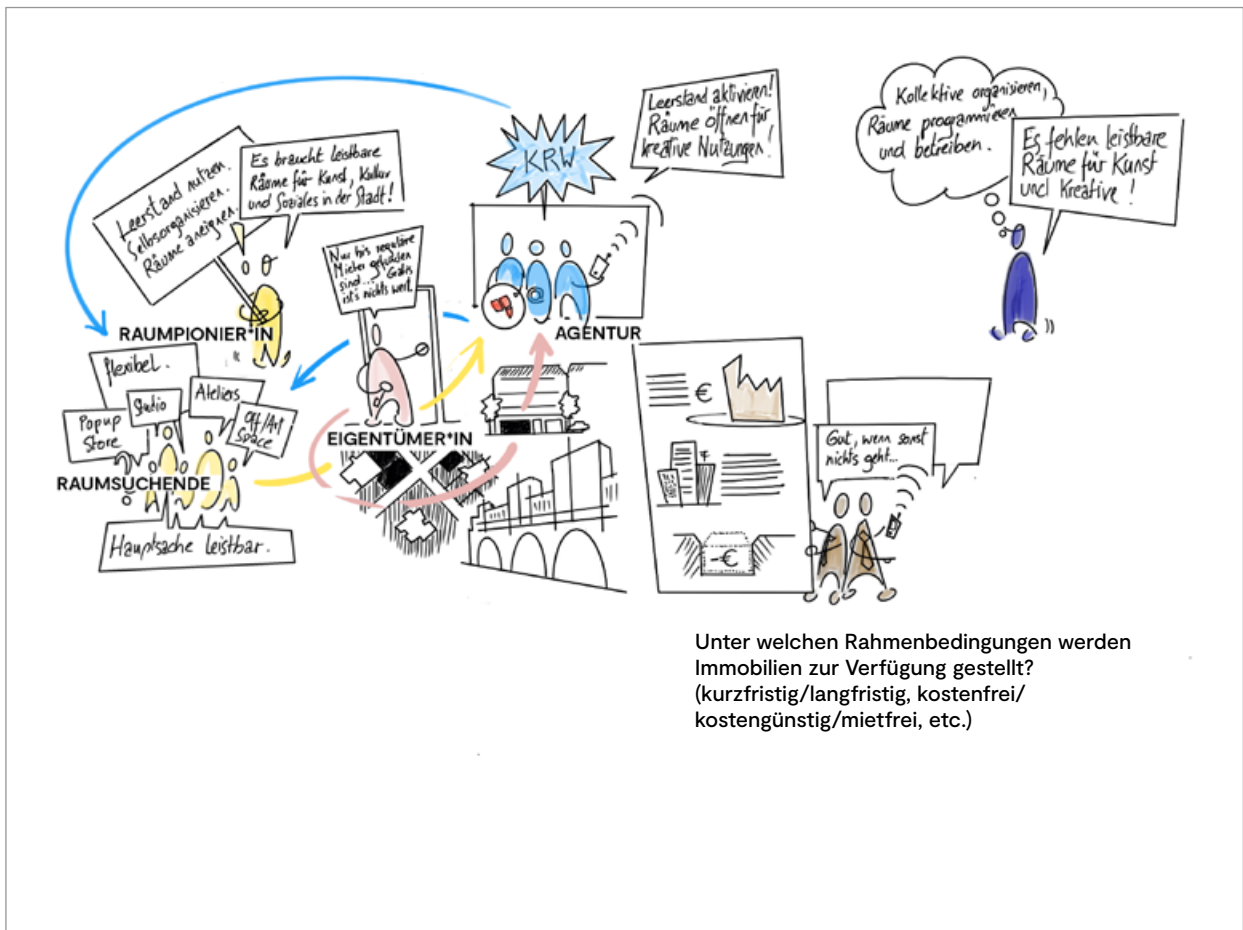 Leerstand nutzen.
Selbsorganisieren.
Räume aneignen.
Es braucht leistbare
Räume für Kunst, Kultur
und Soziales in der Stadt!
RAUMPIONIER*IN
Nur bis reguläre
Mieter gefunden
sind... Gratis
ist's nichts wert.
KRW
Leerstand aktivieren!
Räume öffnen für
kreative Nutzungen!
AGENTUR
Kollektive organisieren,
Räume programmieren
und betreiben.
Es fehlen leistbare
Räume für Kunst
und Kreative!
flexibel.
Popup
Store
Studio
Ateliers
Off/Art
Space
RAUMSUCHENDE
Hauptsache leistbar.
EIGENTÜMER*IN
€
-€
Gut, wenn sonst
nichts geht...
Unter welchen Rahmenbedingungen werden
Immobilien zur Verfügung gestellt?
(kurzfristig/langfristig, kostenfrei/
kostengünstig/mietfrei, etc.)